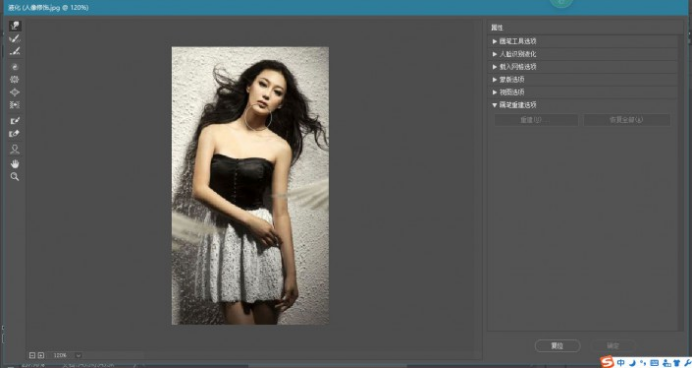 液化 (人像修饰.jpg @ 120%)
属性
画笔工具选项
人脸识别液化
载入网格选项
蒙版选项
视图选项
画笔重建选项
重建(U) 恢复全部(A)
复位 确定
120%
中